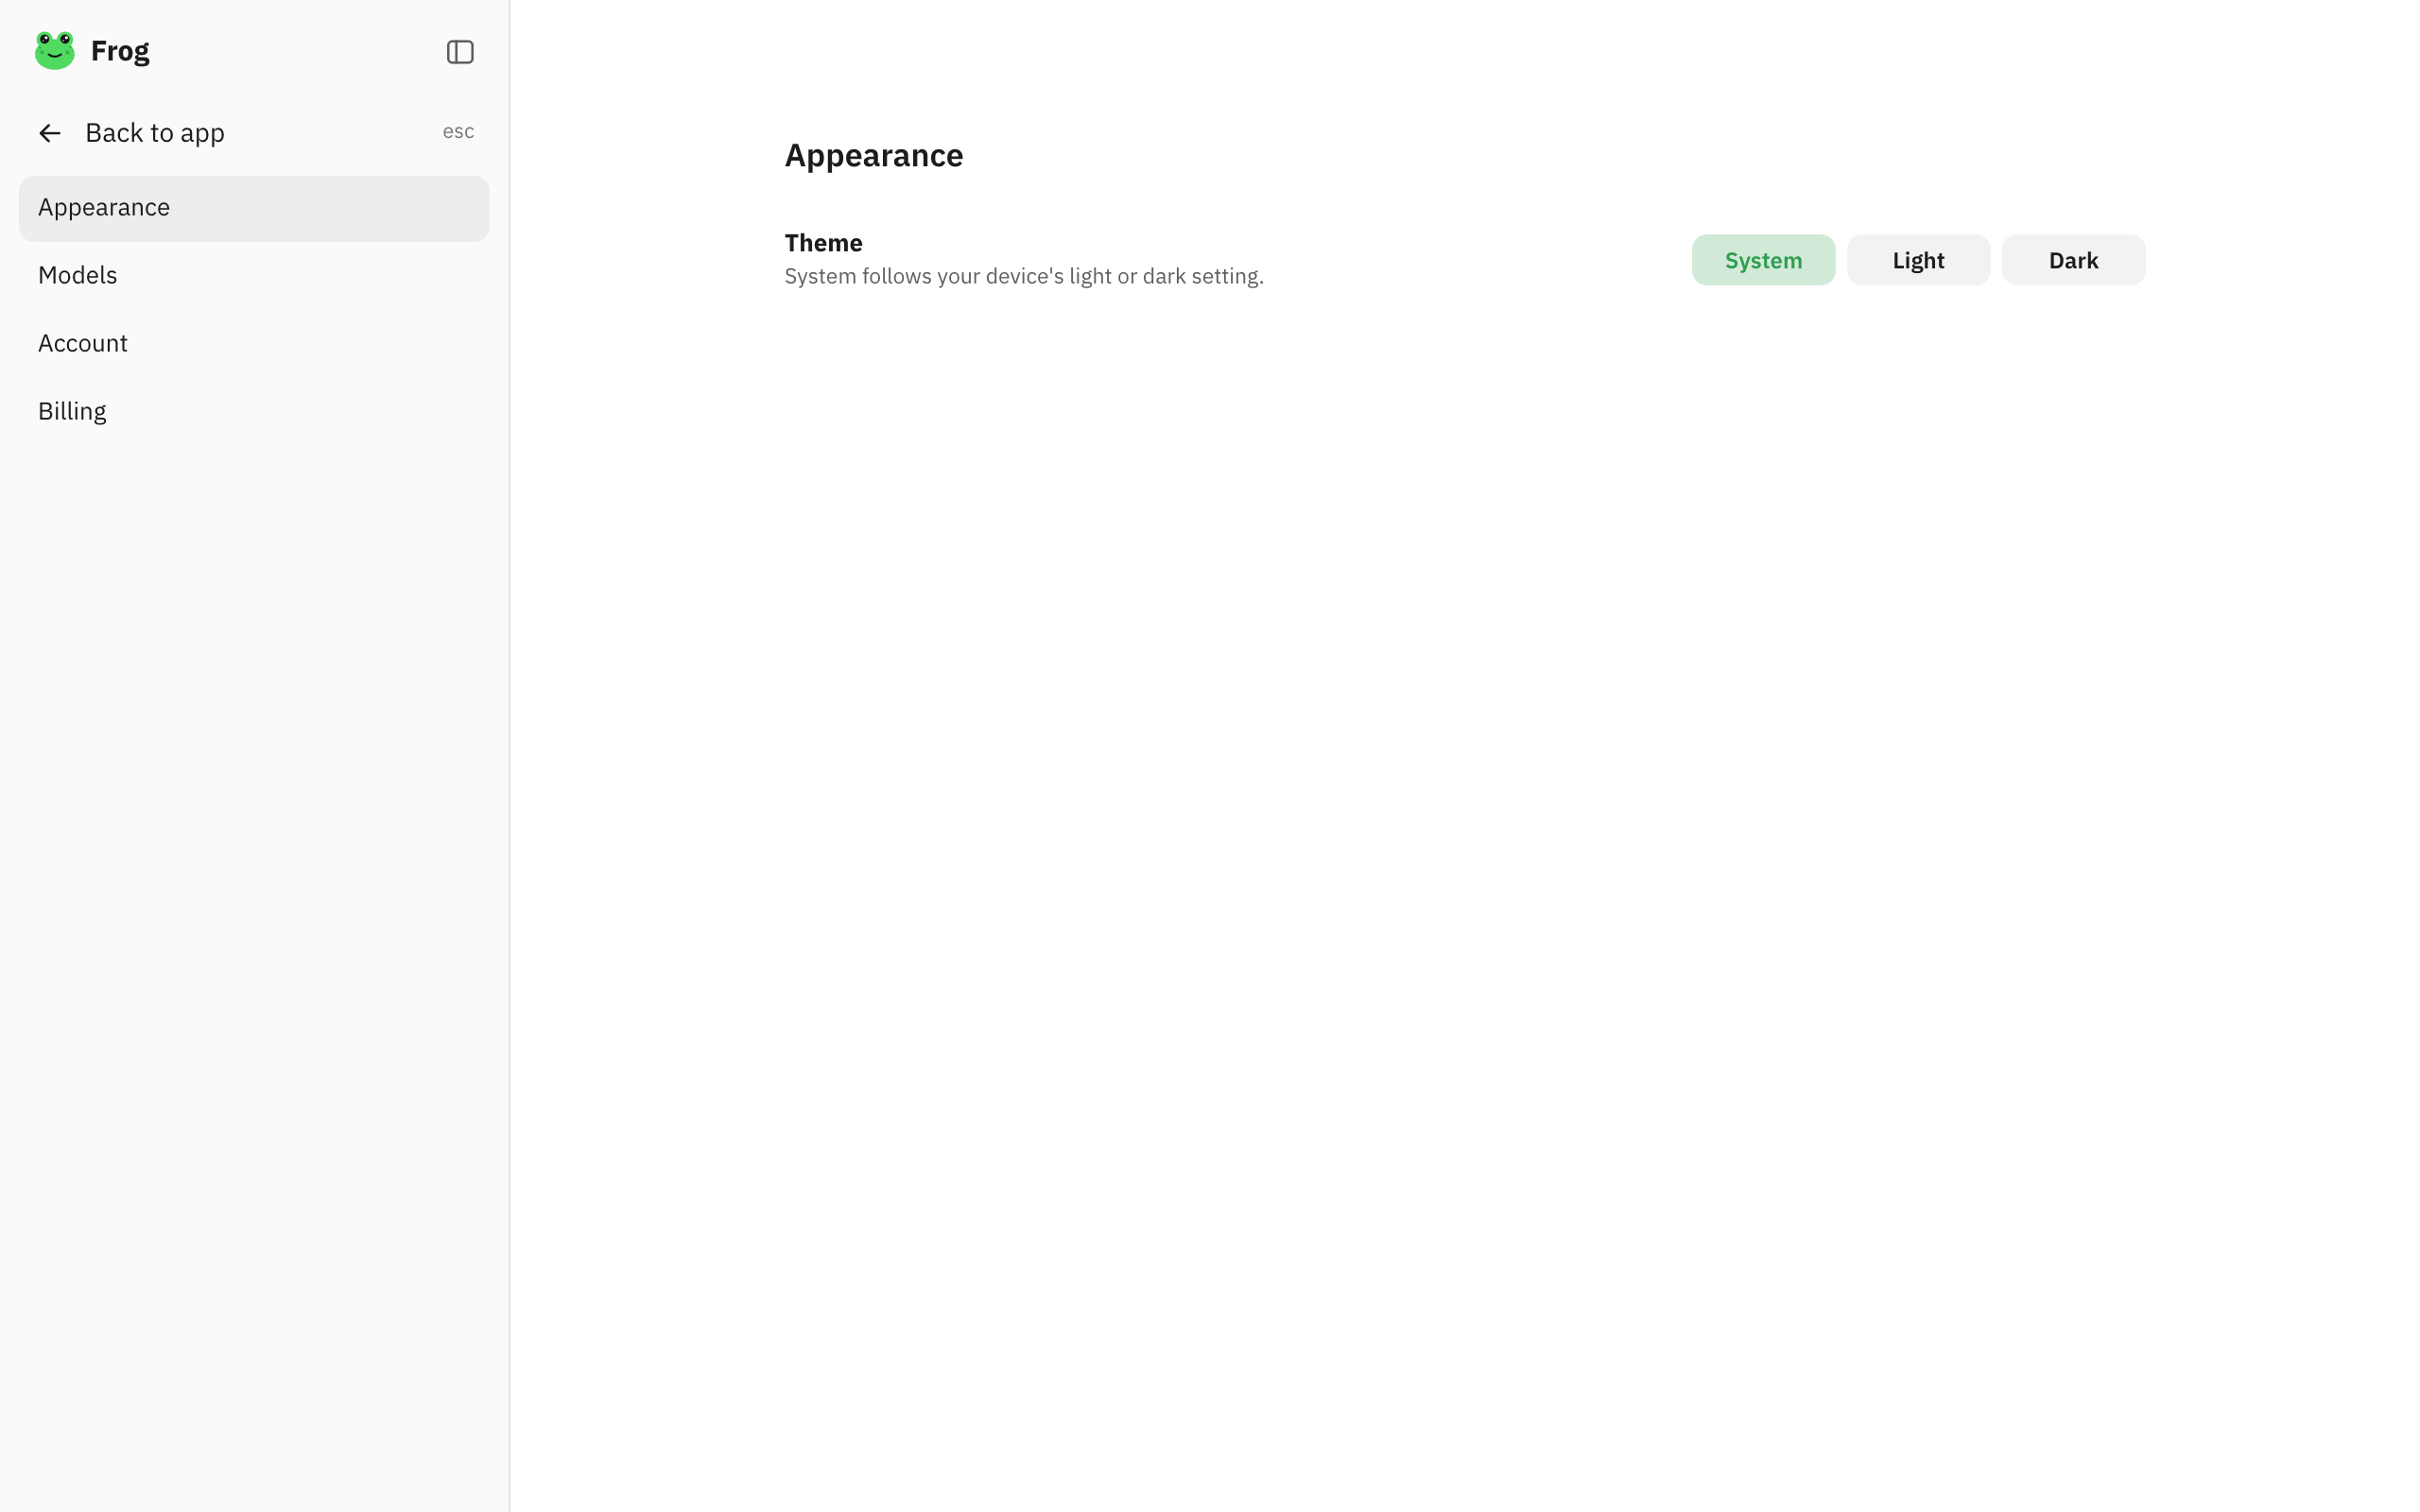 Frog
Back to app esc
Appearance
Models
Account
Billing
Appearance
Theme
System follows your device's light or dark setting.
System Light Dark